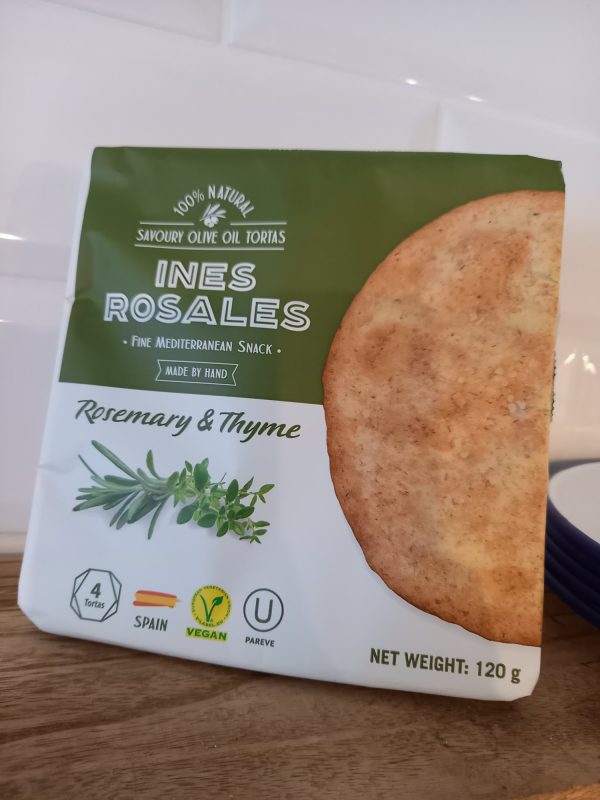 100% NATURAL
SAVOURY OLIVE OIL TORTAS
INES
ROSALES
• FINE MEDITERRANEAN SNACK •
MADE BY HAND
Rosemary & Thyme
4
Tortas
SPAIN
V
VEGAN
U
PAREVE
NET WEIGHT: 120 g